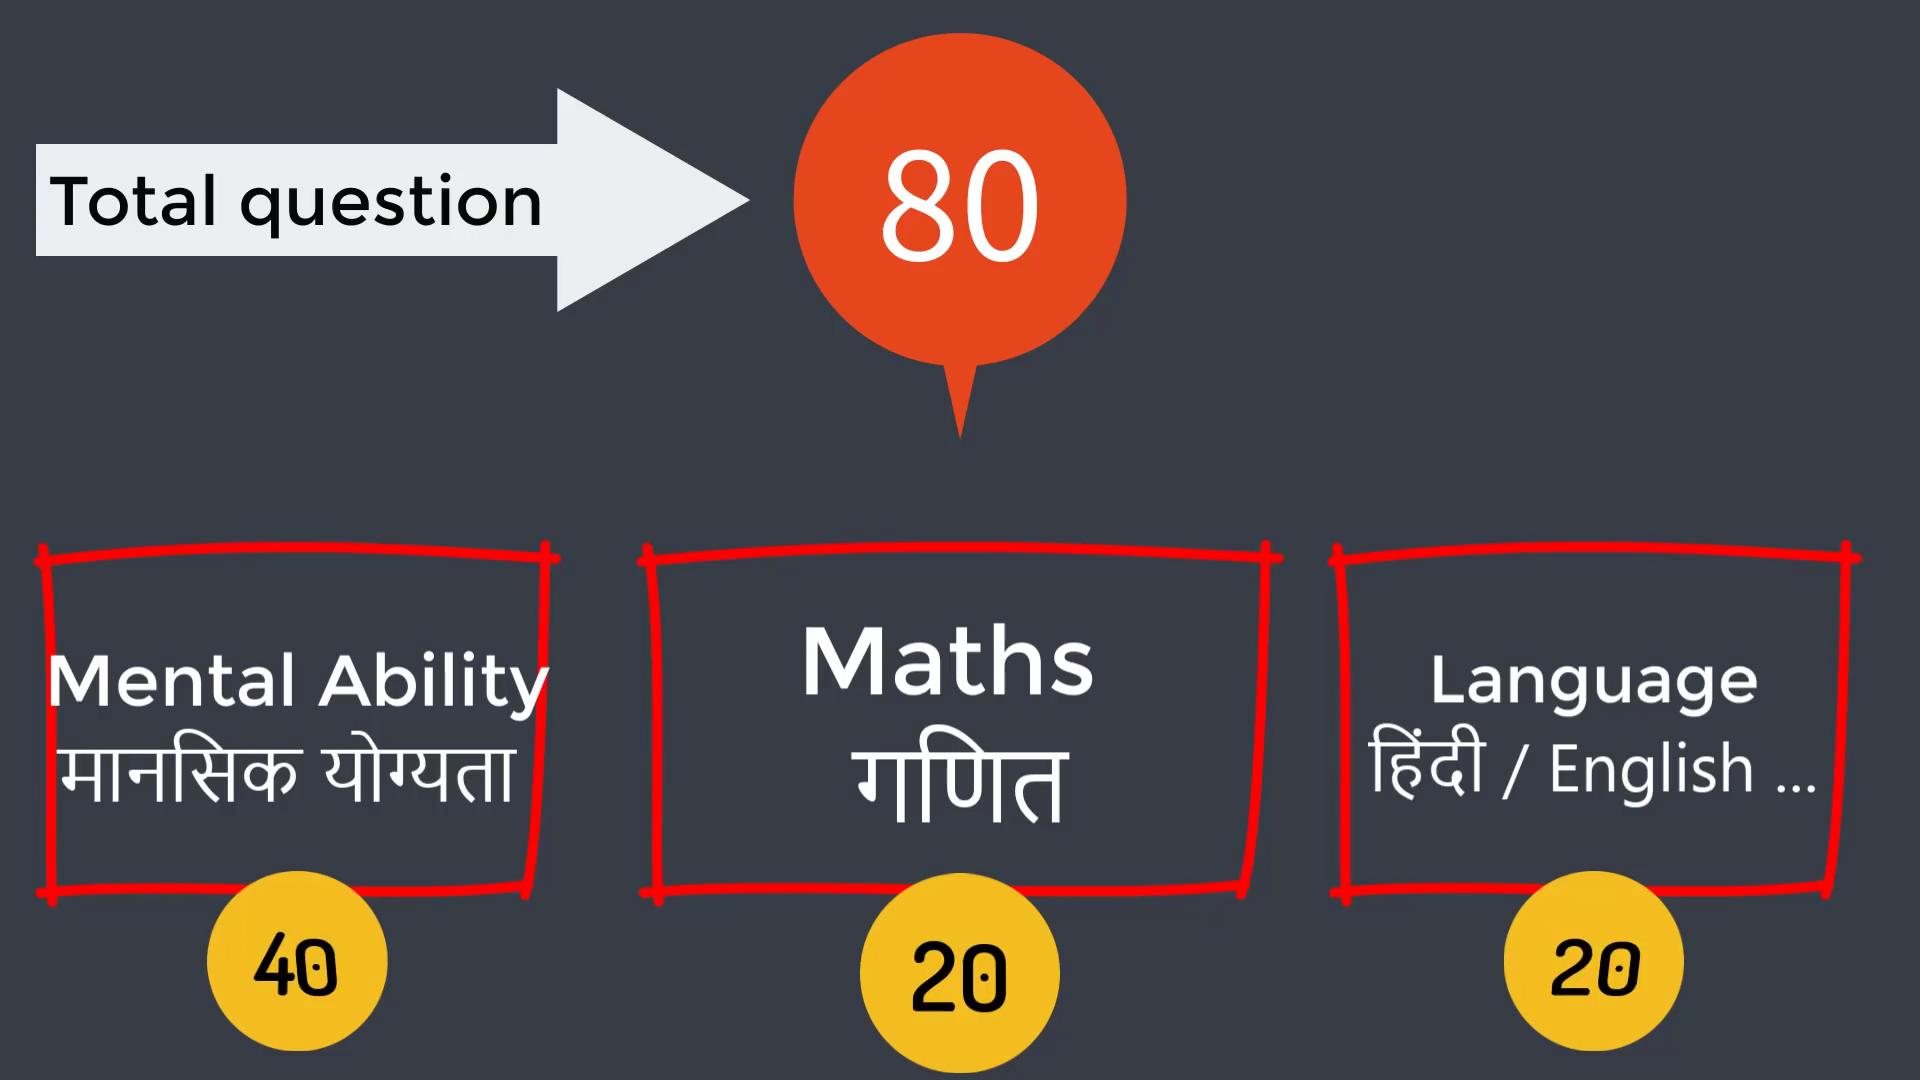 Total question
80
Mental Ability
मानसिक योग्यता
40
Maths
गणित
20
Language
हिंदी / English ...
20